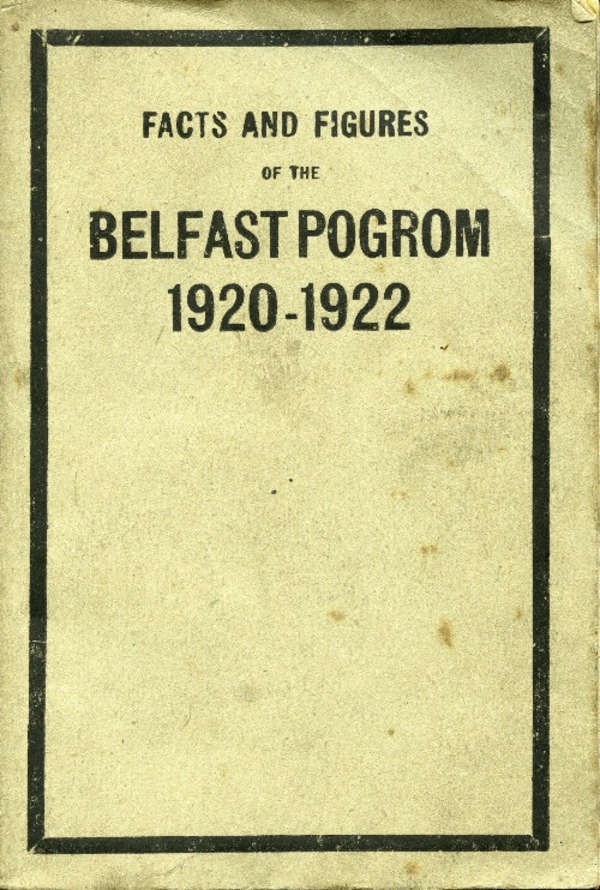 FACTS AND FIGURES
OF THE
BELFAST POGROM
1920-1922